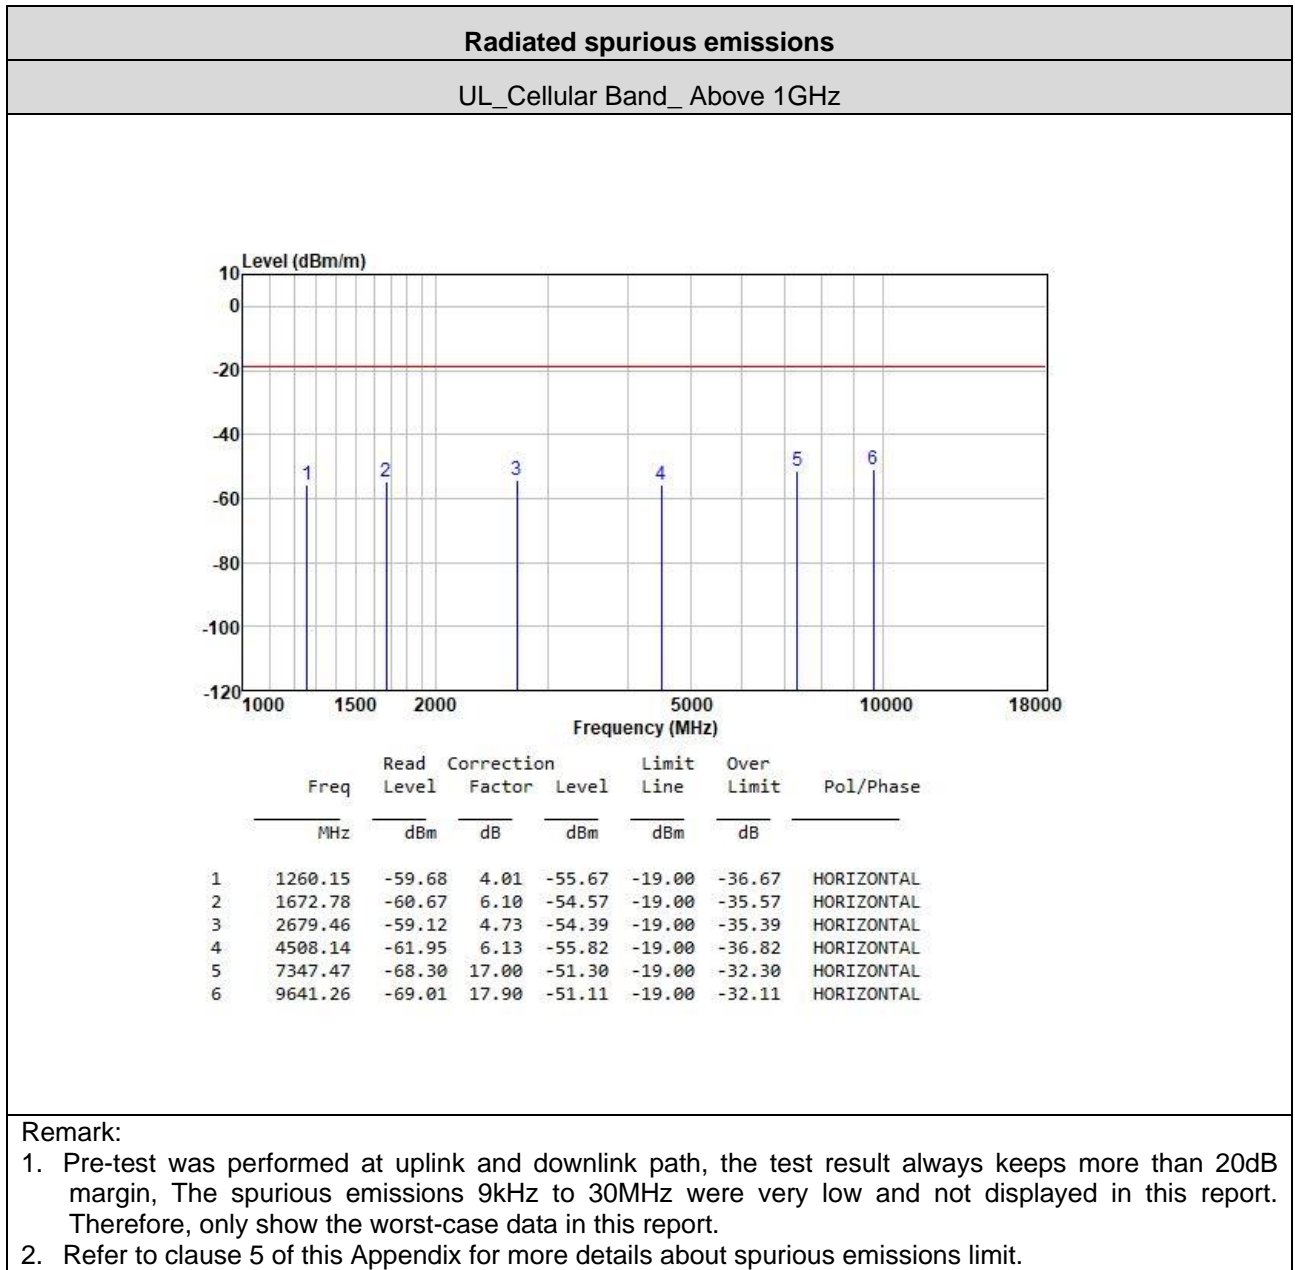 Radiated spurious emissions
UL_Cellular Band_ Above 1GHz
Level (dBm/m)
10
0
-20
-40
-60
-80
-100
-120
1 2 3 4 5 6
1000 1500 2000 5000 10000 18000
Frequency (MHz)
Read Correction Limit Over
Freq Level Factor Level Line Limit Pol/Phase
MHz dBm dB dBm dBm dB
1 1260.15 -59.68 4.01 -55.67 -19.00 -36.67 HORIZONTAL
2 1672.78 -60.67 6.10 -54.57 -19.00 -35.57 HORIZONTAL
3 2679.46 -59.12 4.73 -54.39 -19.00 -35.39 HORIZONTAL
4 4508.14 -61.95 6.13 -55.82 -19.00 -36.82 HORIZONTAL
5 7347.47 -68.30 17.00 -51.30 -19.00 -32.30 HORIZONTAL
6 9641.26 -69.01 17.90 -51.11 -19.00 -32.11 HORIZONTAL
Remark:
1. Pre-test was performed at uplink and downlink path, the test result always keeps more than 20dB
margin, The spurious emissions 9kHz to 30MHz were very low and not displayed in this report.
Therefore, only show the worst-case data in this report.
2. Refer to clause 5 of this Appendix for more details about spurious emissions limit.